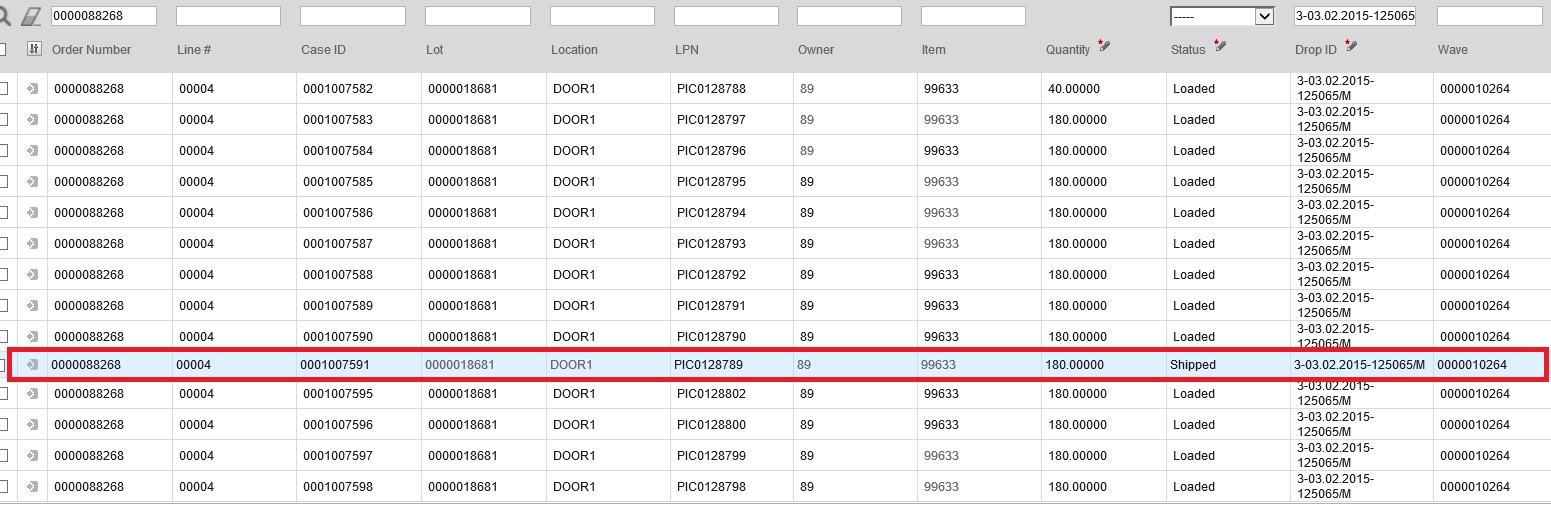 0000088268 ----- 3-03.02.2015-125065
Order Number Line # Case ID Lot Location LPN Owner Item Quantity Status Drop ID Wave
0000088268 00004 0001007582 0000018681 DOOR1 PIC0128788 89 99633 40.00000 Loaded 3-03.02.2015-125065/M 0000010264
0000088268 00004 0001007583 0000018681 DOOR1 PIC0128797 89 99633 180.00000 Loaded 3-03.02.2015-125065/M 0000010264
0000088268 00004 0001007584 0000018681 DOOR1 PIC0128796 89 99633 180.00000 Loaded 3-03.02.2015-125065/M 0000010264
0000088268 00004 0001007585 0000018681 DOOR1 PIC0128795 89 99633 180.00000 Loaded 3-03.02.2015-125065/M 0000010264
0000088268 00004 0001007586 0000018681 DOOR1 PIC0128794 89 99633 180.00000 Loaded 3-03.02.2015-125065/M 0000010264
0000088268 00004 0001007587 0000018681 DOOR1 PIC0128793 89 99633 180.00000 Loaded 3-03.02.2015-125065/M 0000010264
0000088268 00004 0001007588 0000018681 DOOR1 PIC0128792 89 99633 180.00000 Loaded 3-03.02.2015-125065/M 0000010264
0000088268 00004 0001007589 0000018681 DOOR1 PIC0128791 89 99633 180.00000 Loaded 3-03.02.2015-125065/M 0000010264
0000088268 00004 0001007590 0000018681 DOOR1 PIC0128790 89 99633 180.00000 Loaded 3-03.02.2015-125065/M 0000010264
0000088268 00004 0001007591 0000018681 DOOR1 PIC0128789 89 99633 180.00000 Shipped 3-03.02.2015-125065/M 0000010264
0000088268 00004 0001007595 0000018681 DOOR1 PIC0128802 89 99633 180.00000 Loaded 3-03.02.2015-125065/M 0000010264
0000088268 00004 0001007596 0000018681 DOOR1 PIC0128800 89 99633 180.00000 Loaded 3-03.02.2015-125065/M 0000010264
0000088268 00004 0001007597 0000018681 DOOR1 PIC0128799 89 99633 180.00000 Loaded 3-03.02.2015-125065/M 0000010264
0000088268 00004 0001007598 0000018681 DOOR1 PIC0128798 89 99633 180.00000 Loaded 3-03.02.2015-125065/M 0000010264